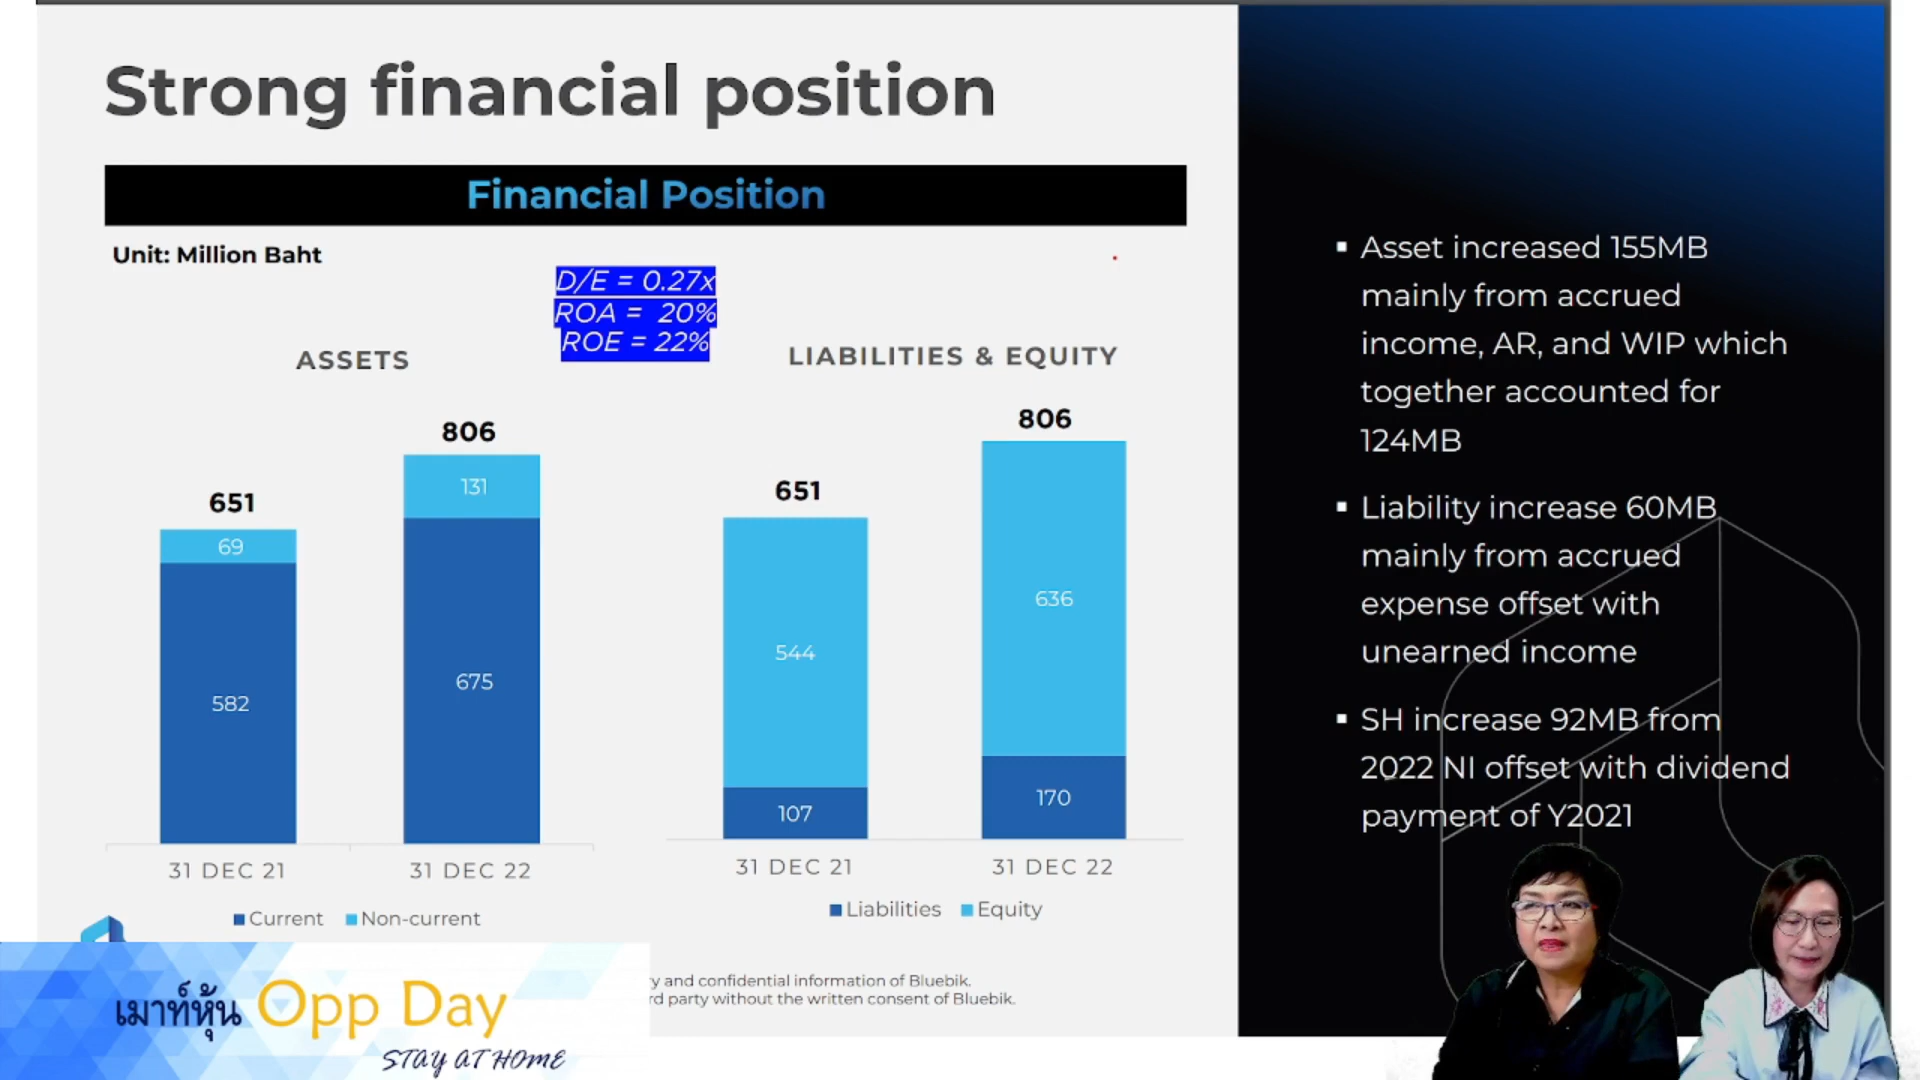 Strong financial position
Financial Position
Unit: Million Baht
D/E = 0.27x
ROA = 20%
ROE = 22%
ASSETS
651
69
582
806
131
675
31 DEC 21
31 DEC 22
Current
Non-current
LIABILITIES & EQUITY
651
544
107
806
636
170
31 DEC 21
31 DEC 22
Liabilities
Equity
▪ Asset increased 155MB
mainly from accrued
income, AR, and WIP which
together accounted for
124MB
▪ Liability increase 60MB
mainly from accrued
expense offset with
unearned income
▪ SH increase 92MB from
2022 NI offset with dividend
payment of Y2021
and confidential information of Bluebik.
party without the written consent of Bluebik.
เมาท์หุ้น Opp Day
STAY AT HOME